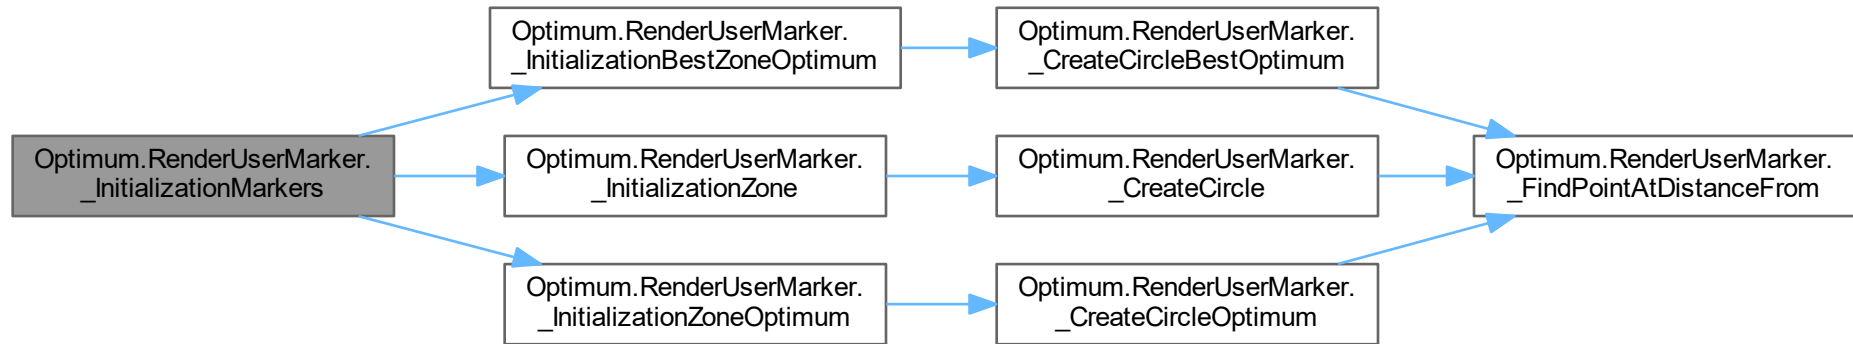 Optimum.RenderUserMarker.
_InitializationMarkers
Optimum.RenderUserMarker.
_InitializationBestZoneOptimum
Optimum.RenderUserMarker.
_CreateCircleBestOptimum
Optimum.RenderUserMarker.
_InitializationZone
Optimum.RenderUserMarker.
_CreateCircle
Optimum.RenderUserMarker.
_FindPointAtDistanceFrom
Optimum.RenderUserMarker.
_InitializationZoneOptimum
Optimum.RenderUserMarker.
_CreateCircleOptimum